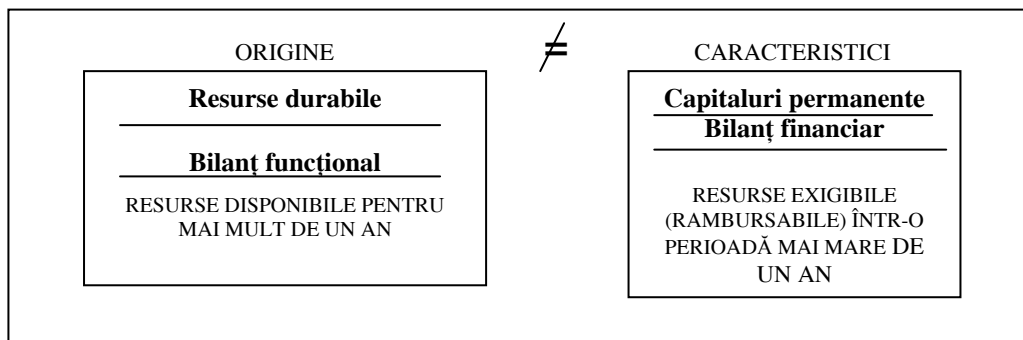 ORIGINE ≠ CARACTERISTICI
Resurse durabile
Bilanț funcțional
RESURSE DISPONIBILE PENTRU
MAI MULT DE UN AN
Capitaluri permanente
Bilanț financiar
RESURSE EXIGIBILE
(RAMBURSABILE) ÎNTR-O
PERIOADĂ MAI MARE DE
UN AN